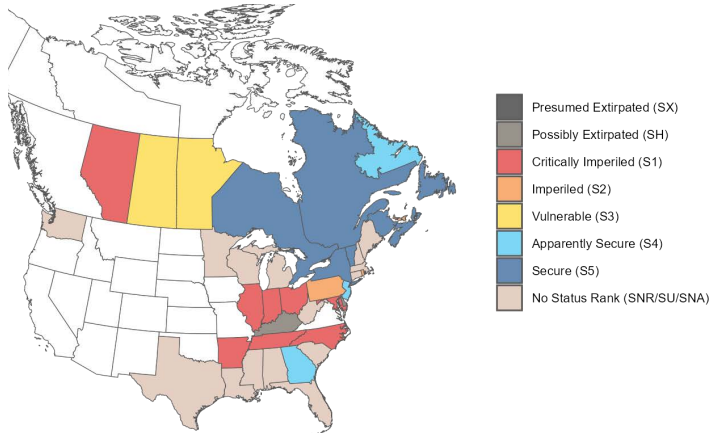 Presumed Extirpated (SX)
Possibly Extirpated (SH)
Critically Imperiled (S1)
Imperiled (S2)
Vulnerable (S3)
Apparently Secure (S4)
Secure (S5)
No Status Rank (SNR/SU/SNA)